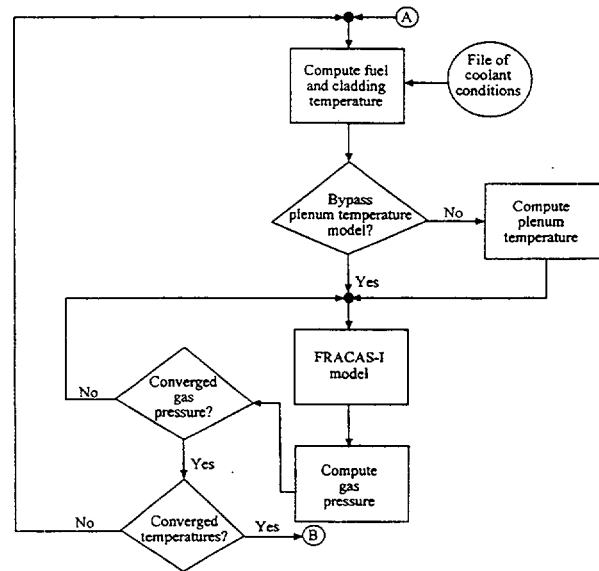 A
Compute fuel
and cladding
temperature
File of
coolant
conditions
Bypass
plenum temperature
model?
No
Compute
plenum
temperature
Yes
FRACAS-I
model
Converged
gas
pressure?
No
Yes
Compute
gas
pressure
Converged
temperatures?
No
Yes
B